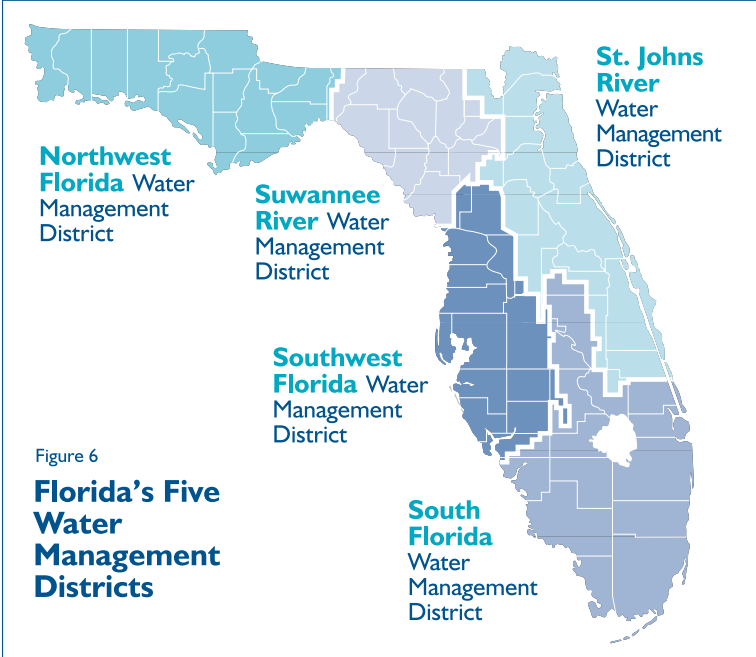 St. Johns
River
Water
Management
District
Northwest
Florida Water
Management
District
Suwannee
River Water
Management
District
Southwest
Florida Water
Management
District
Figure 6
Florida’s Five
Water
Management
Districts
South
Florida
Water
Management
District